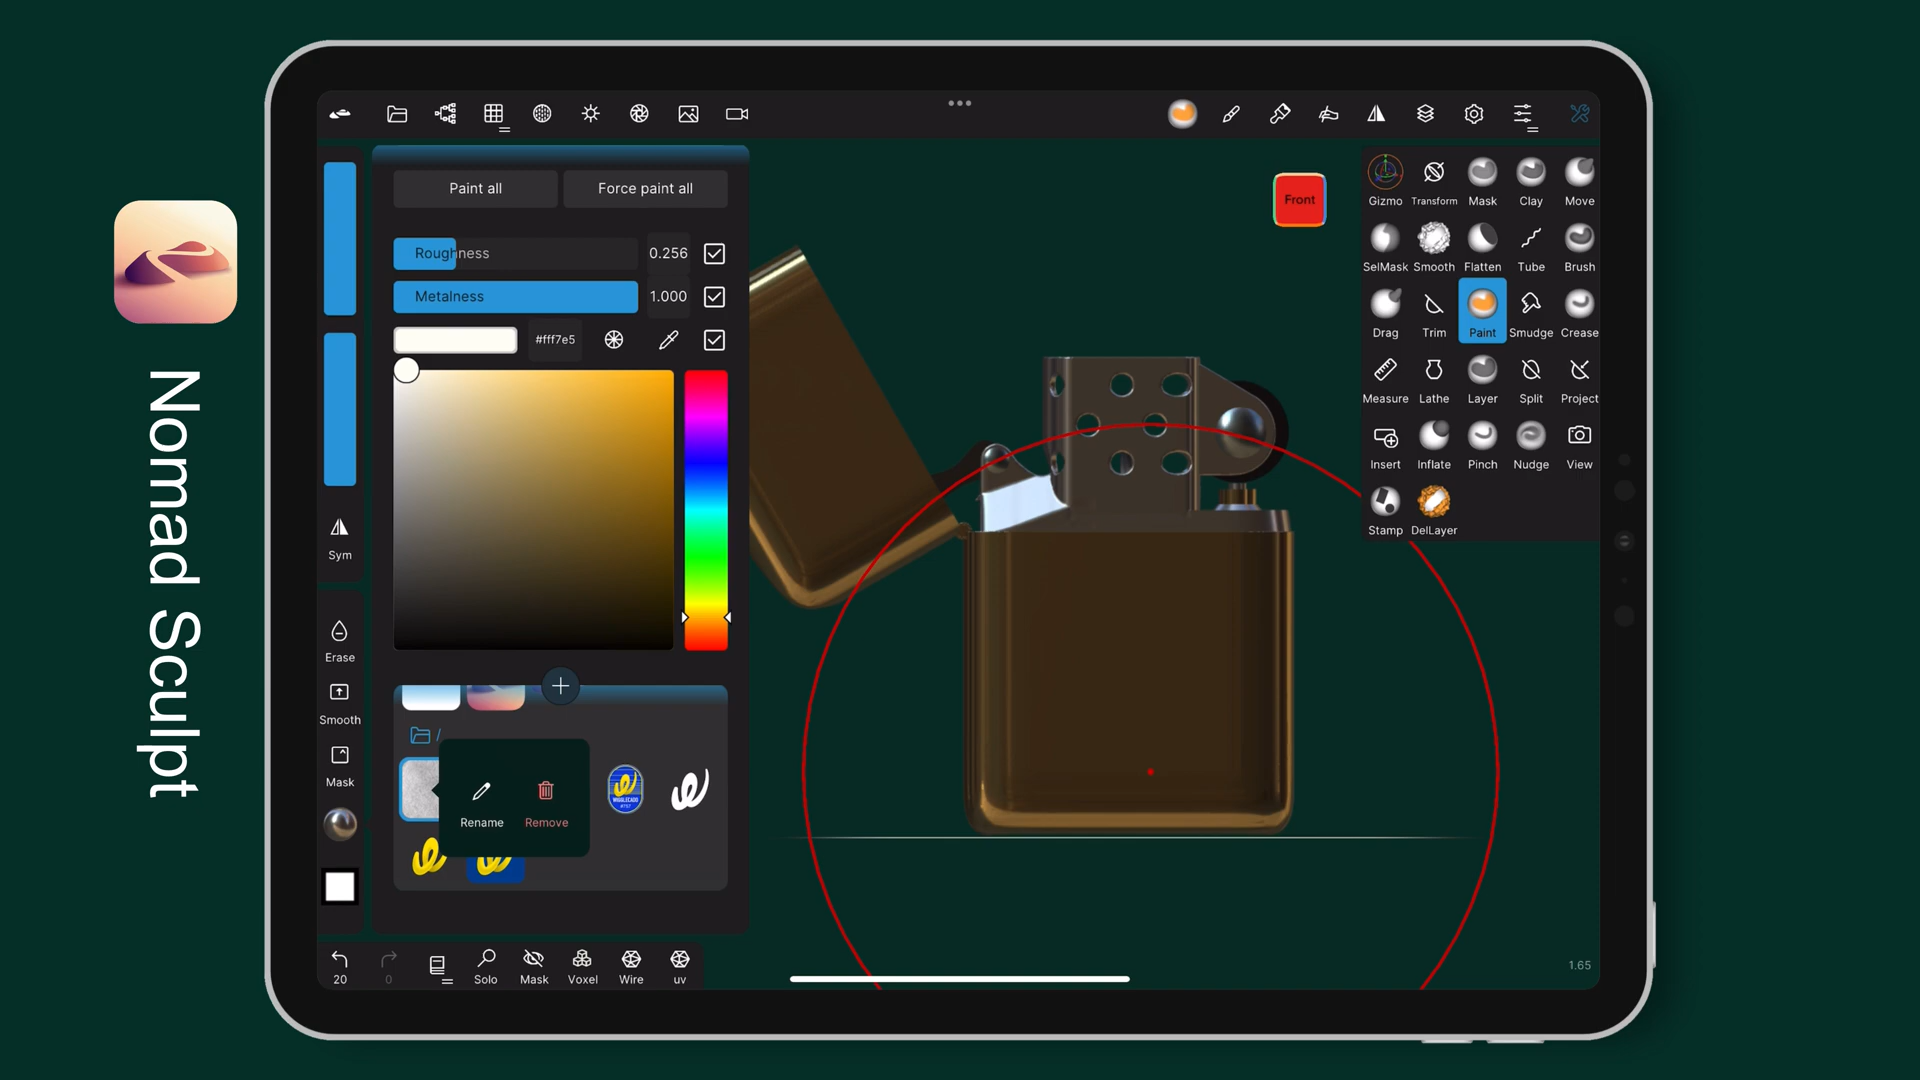 Nomad Sculpt
Paint all
Force paint all
Roughness
0.256
Metalness
1.000
#fff7e5
/
Rename
Remove
WIGGLECADO
Sym
Erase
Smooth
Mask
20
0
Solo
Mask
Voxel
Wire
uv
Front
Gizmo
Transform
Mask
Clay
Move
SelMask
Smooth
Flatten
Tube
Brush
Drag
Trim
Paint
Smudge
Crease
Measure
Lathe
Layer
Split
Project
Insert
Inflate
Pinch
Nudge
View
Stamp
DelLayer
1.65